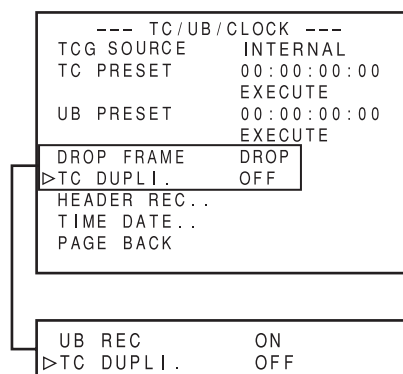 --- TC/UB/CLOCK ---
TCG SOURCE INTERNAL
TC PRESET 00:00:00:00
EXECUTE
UB PRESET 00:00:00:00
EXECUTE
DROP FRAME DROP
▷TC DUPLI. OFF
HEADER REC..
TIME DATE..
PAGE BACK
UB REC ON
▷TC DUPLI. OFF